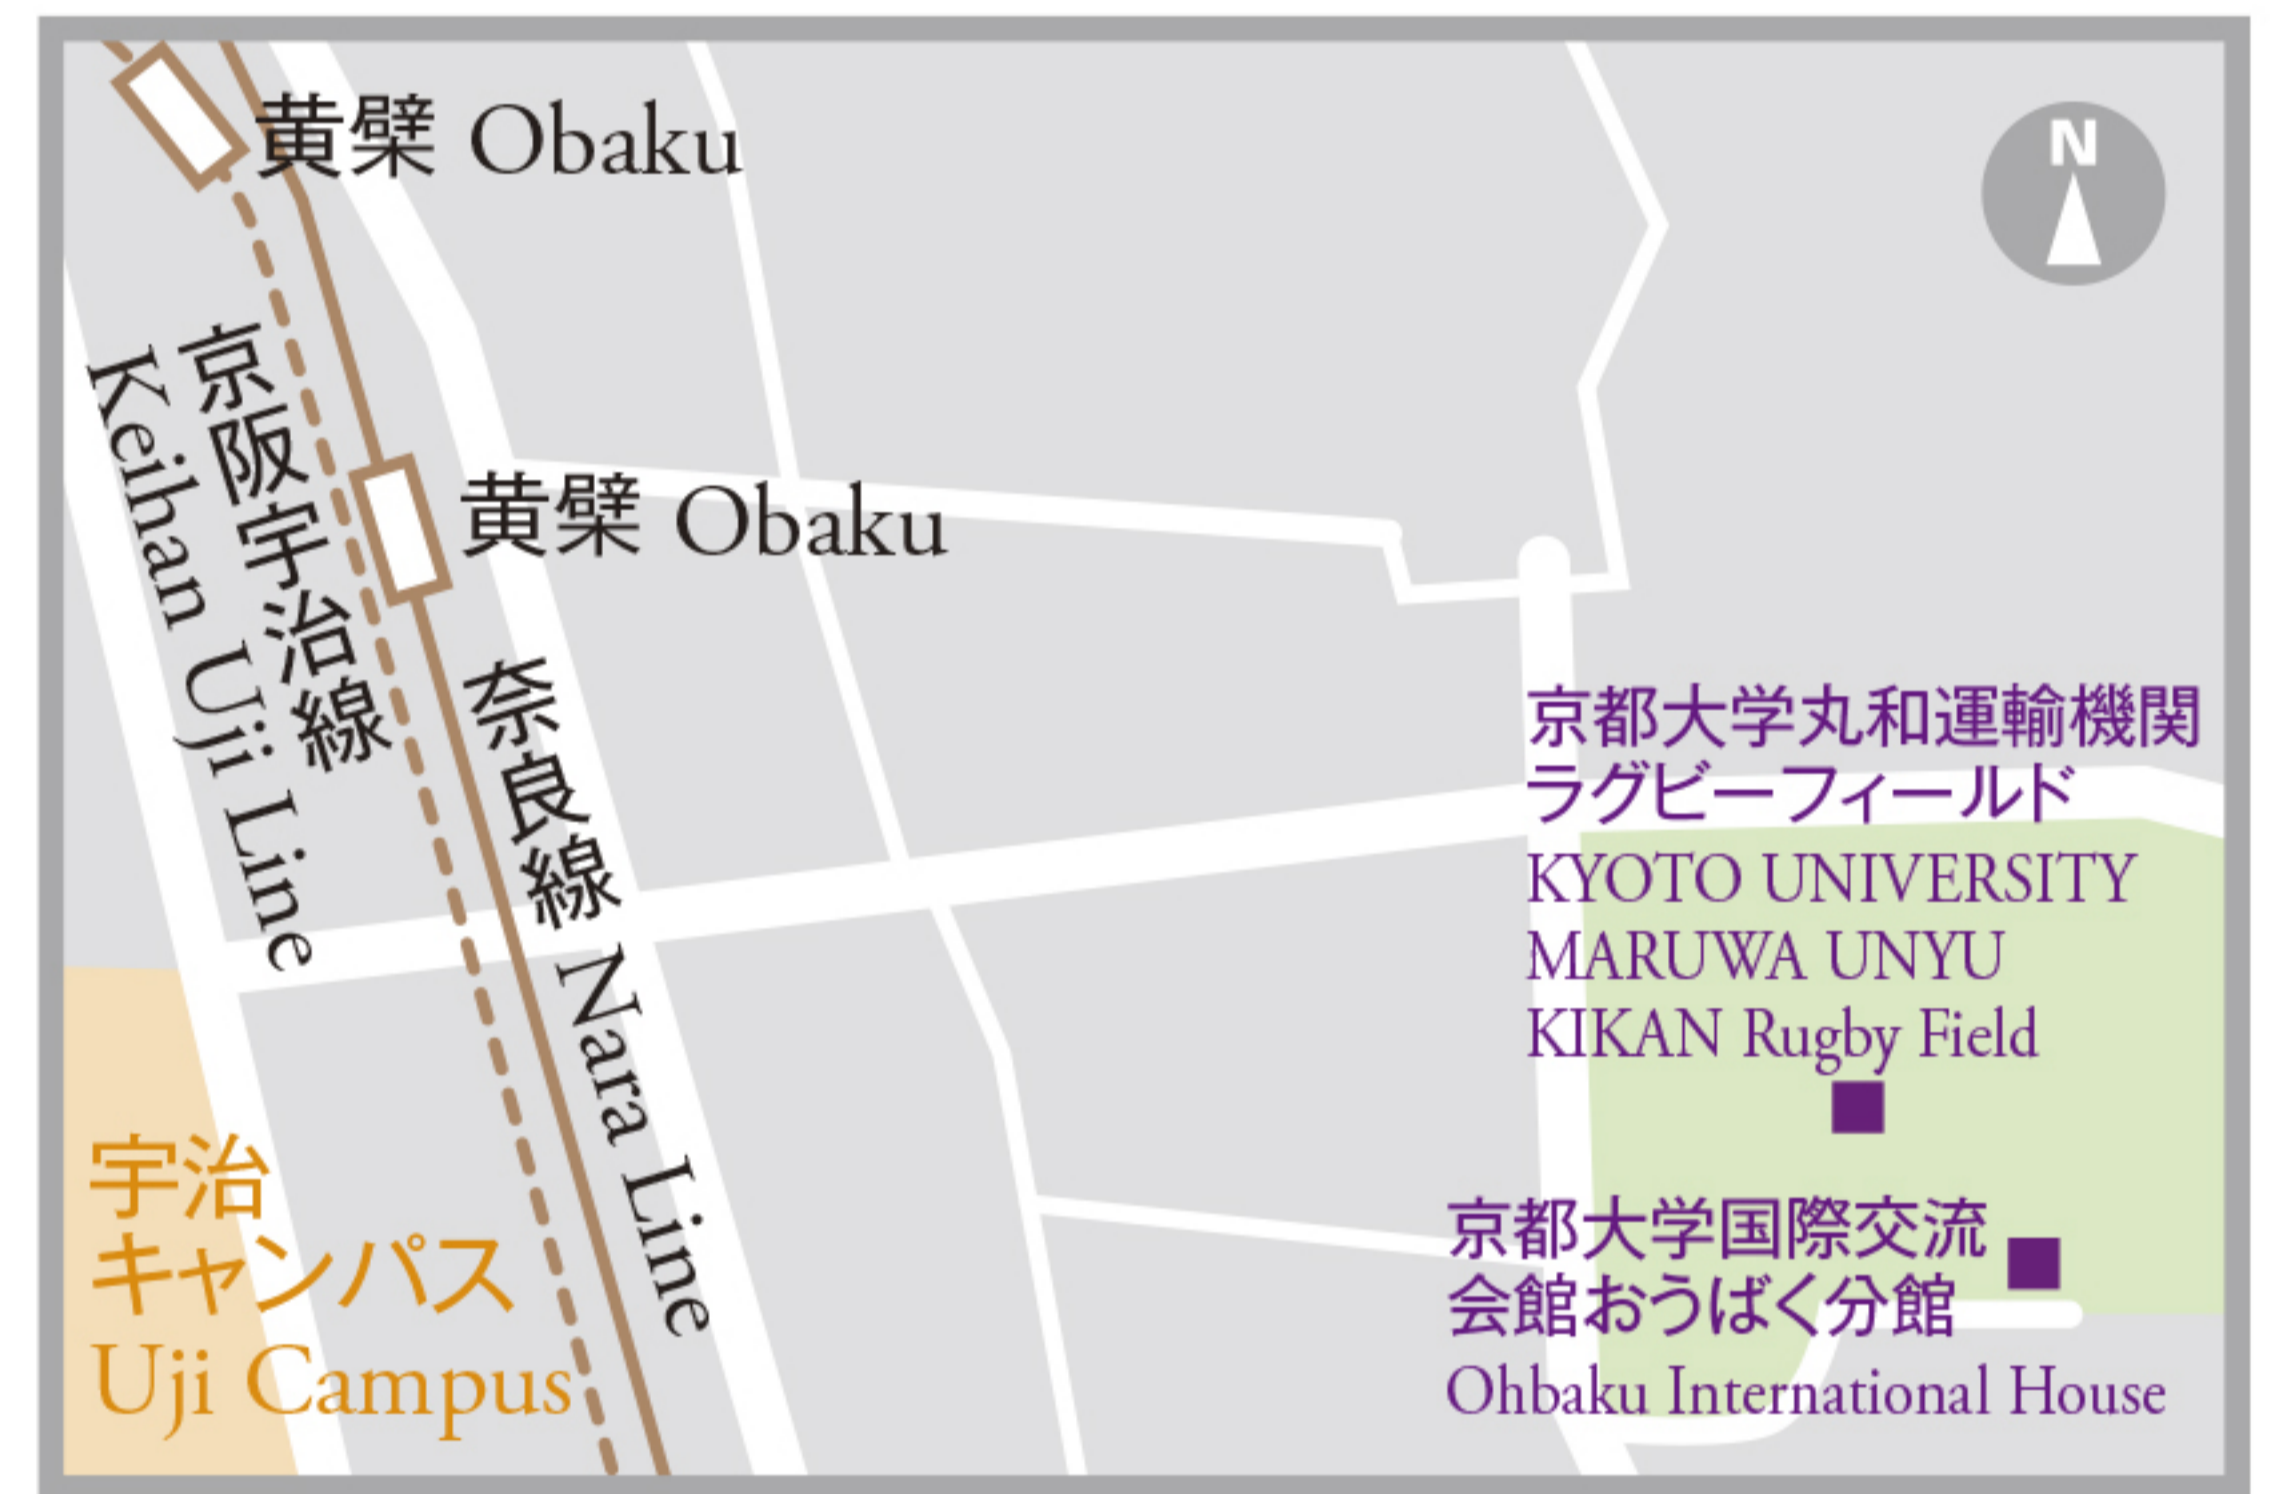 黄檗 Obaku
N
京阪宇治線
Keihan Uji Line
黄檗 Obaku
奈良線 Nara Line
京都大学丸和運輸機関
ラグビーフィールド
KYOTO UNIVERSITY
MARUWA UNYU
KIKAN Rugby Field
宇治
キャンパス
Uji Campus
京都大学国際交流
会館おうばく分館
Ohbaku International House